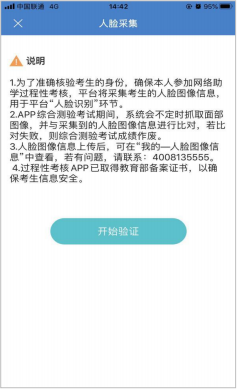 中国联通 14:42 95%
人脸采集
说明
1.为了准确核验考生的身份，确保本人参加网络助
学过程性考核，平台将采集考生的人脸图像信息，
用于平台“人脸识别”环节。
2.APP综合测验考试期间，系统会不定时抓取面部
图像，并与采集到的人脸图像信息进行比对，若比
对失败，则综合测验考试成绩作废。
3.人脸图像信息上传后，可在“我的—人脸图像信
息”中查看，若有问题，请联系：4008135555。
4.过程性考核APP已取得教育部备案证书，以确
保考生信息安全。
开始验证